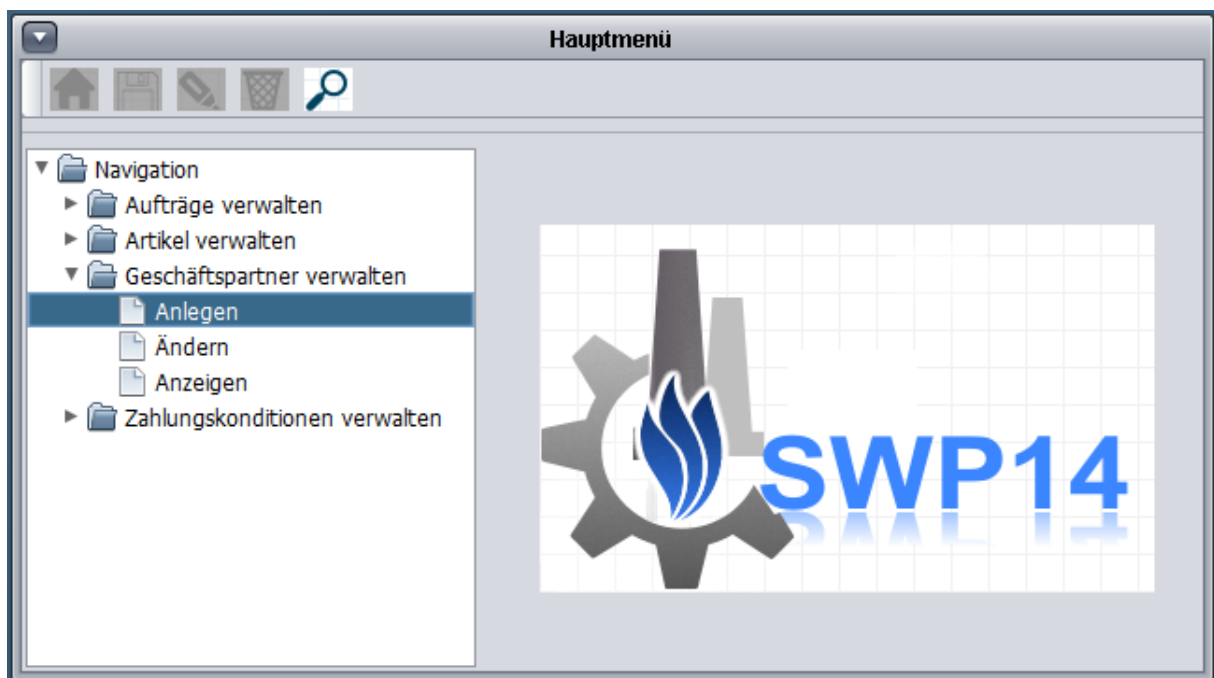 Hauptmenü
Navigation
Aufträge verwalten
Artikel verwalten
Geschäftspartner verwalten
Anlegen
Ändern
Anzeigen
Zahlungskonditionen verwalten
SWP14